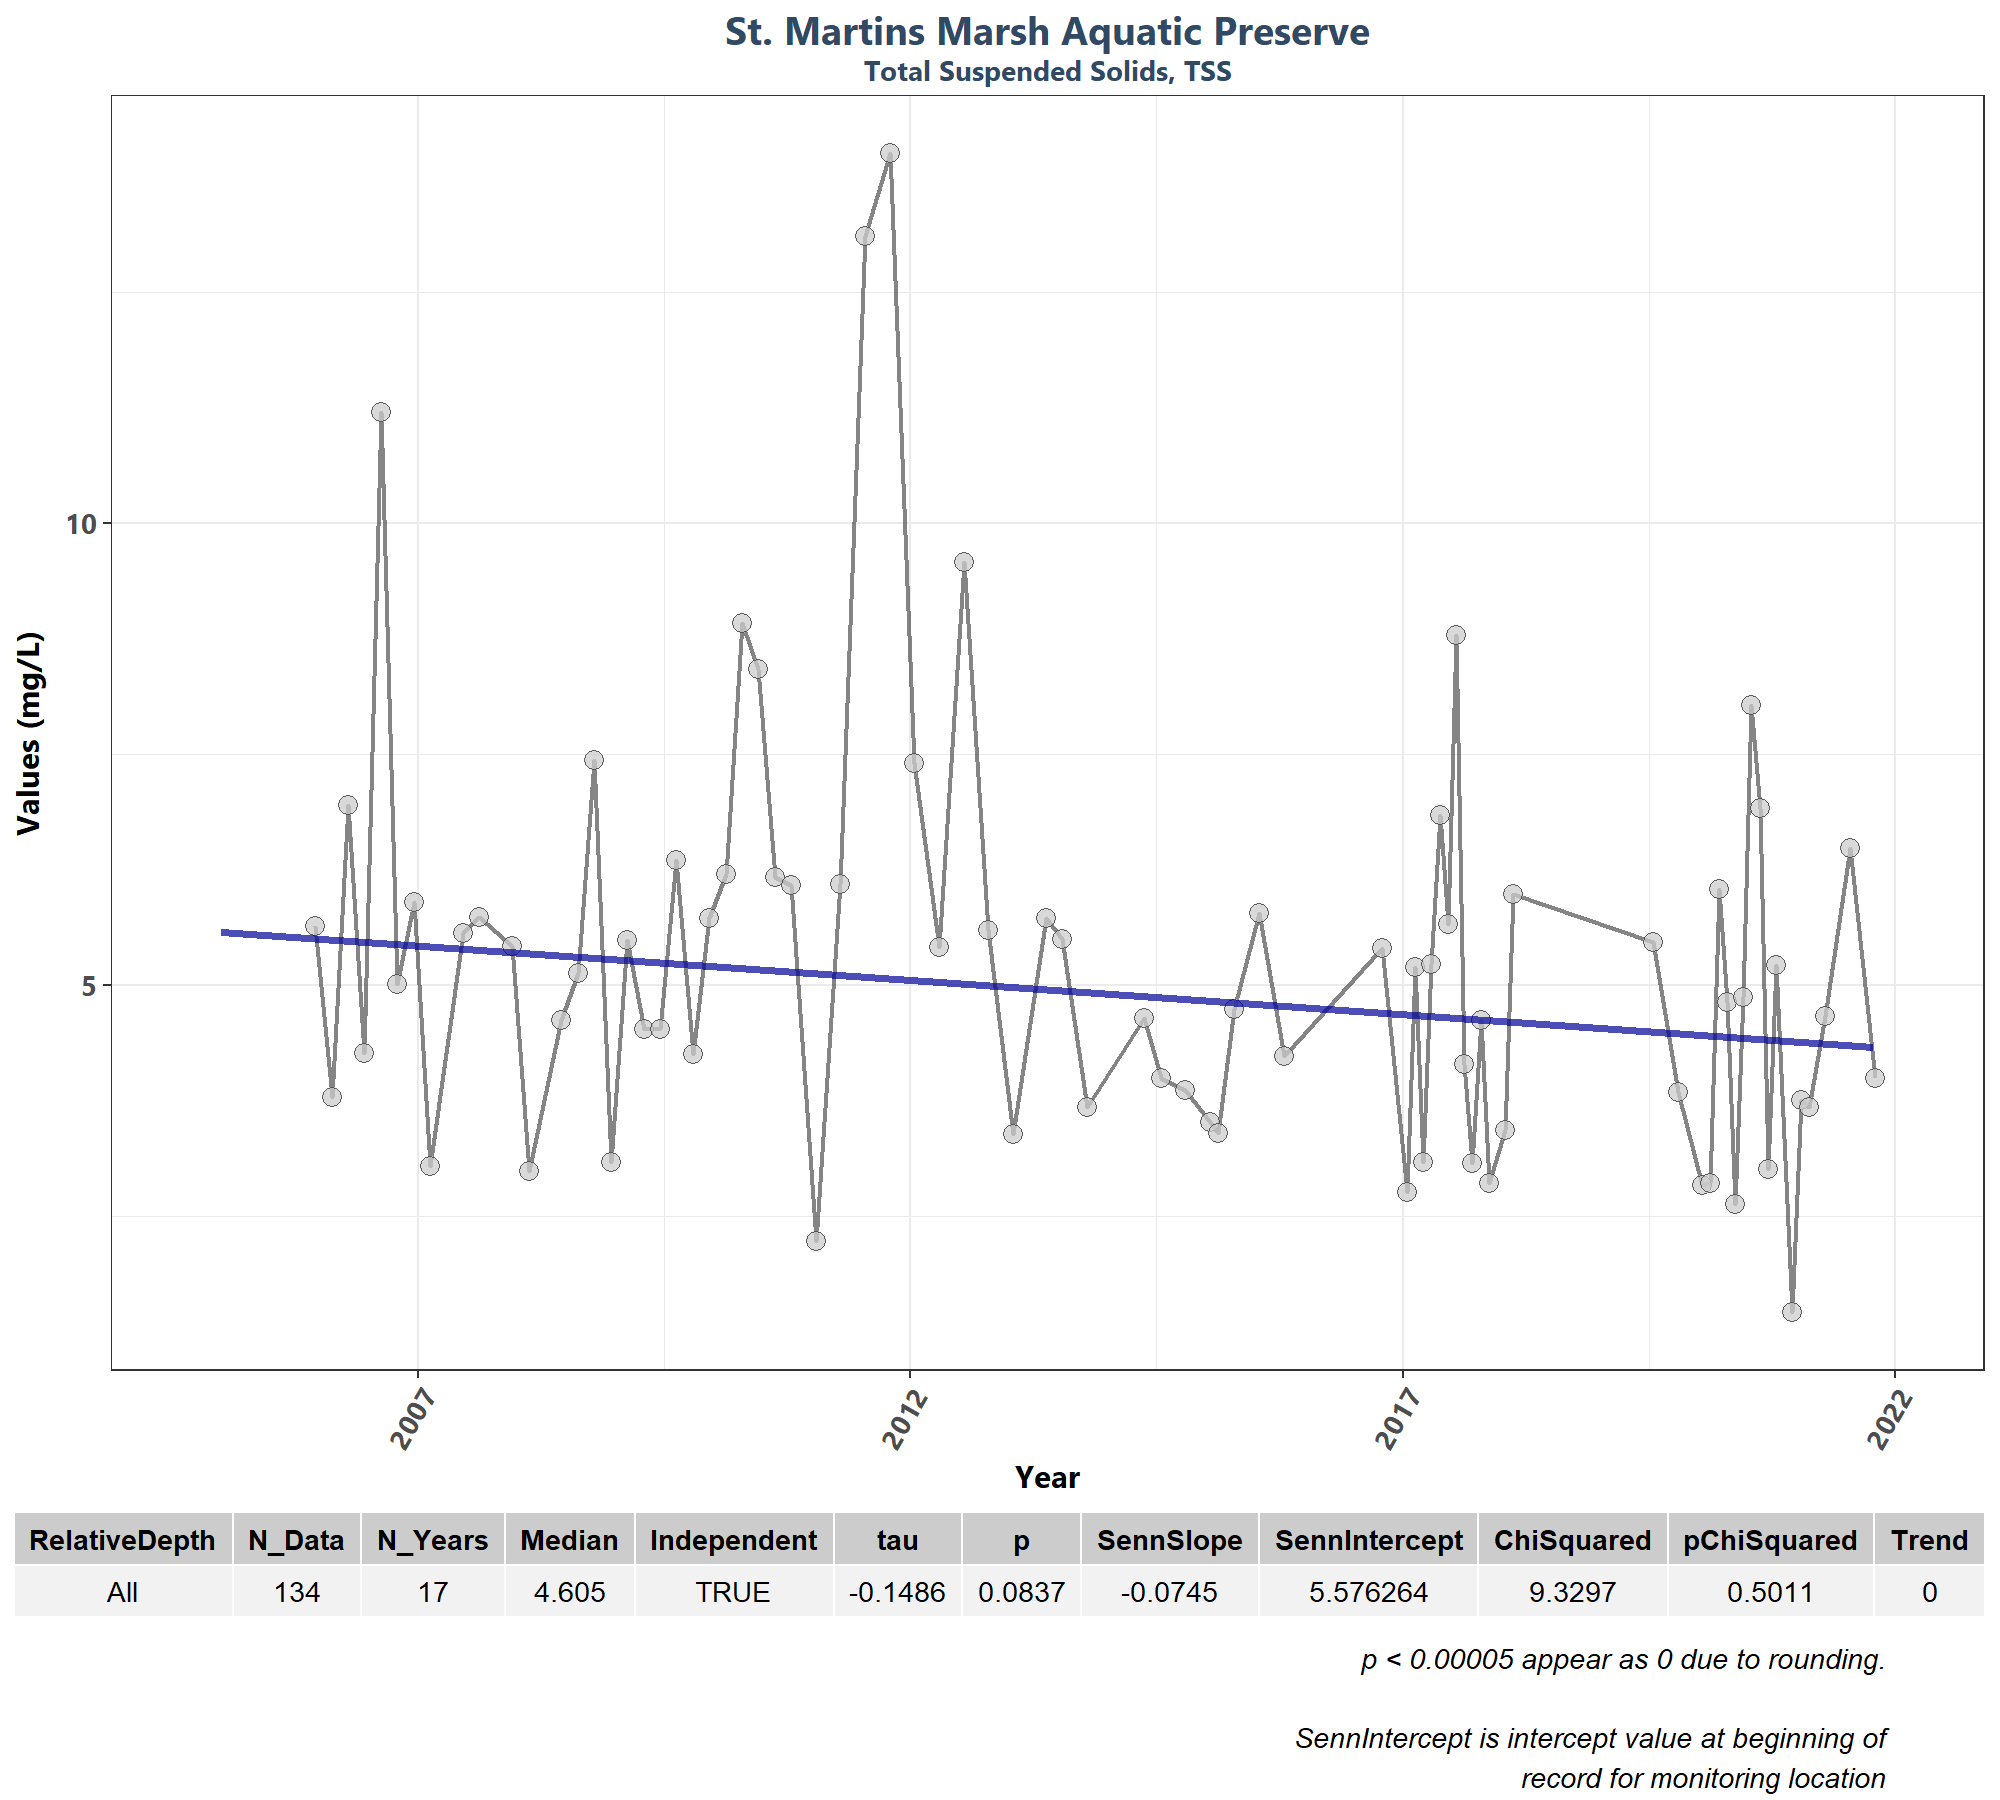 St. Martins Marsh Aquatic Preserve
Total Suspended Solids, TSS
Values (mg/L)
10
5
2007
2012
2017
2022
Year
RelativeDepth N_Data N_Years Median Independent tau p SennSlope SennIntercept ChiSquared pChiSquared Trend
All 134 17 4.605 TRUE -0.1486 0.0837 -0.0745 5.576264 9.3297 0.5011 0
p < 0.00005 appear as 0 due to rounding.
SennIntercept is intercept value at beginning of
record for monitoring location